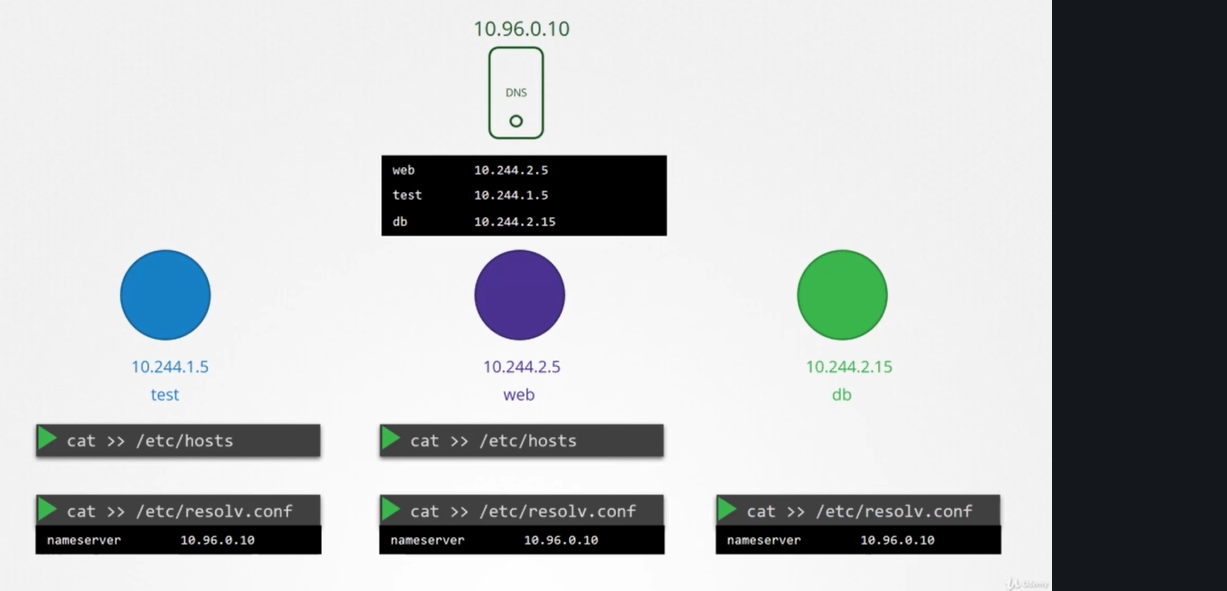 10.96.0.10
DNS
web 10.244.2.5
test 10.244.1.5
db 10.244.2.15
10.244.1.5
test
10.244.2.5
web
10.244.2.15
db
cat >> /etc/hosts
cat >> /etc/hosts
cat >> /etc/resolv.conf
nameserver 10.96.0.10
cat >> /etc/resolv.conf
nameserver 10.96.0.10
cat >> /etc/resolv.conf
nameserver 10.96.0.10
Udemy